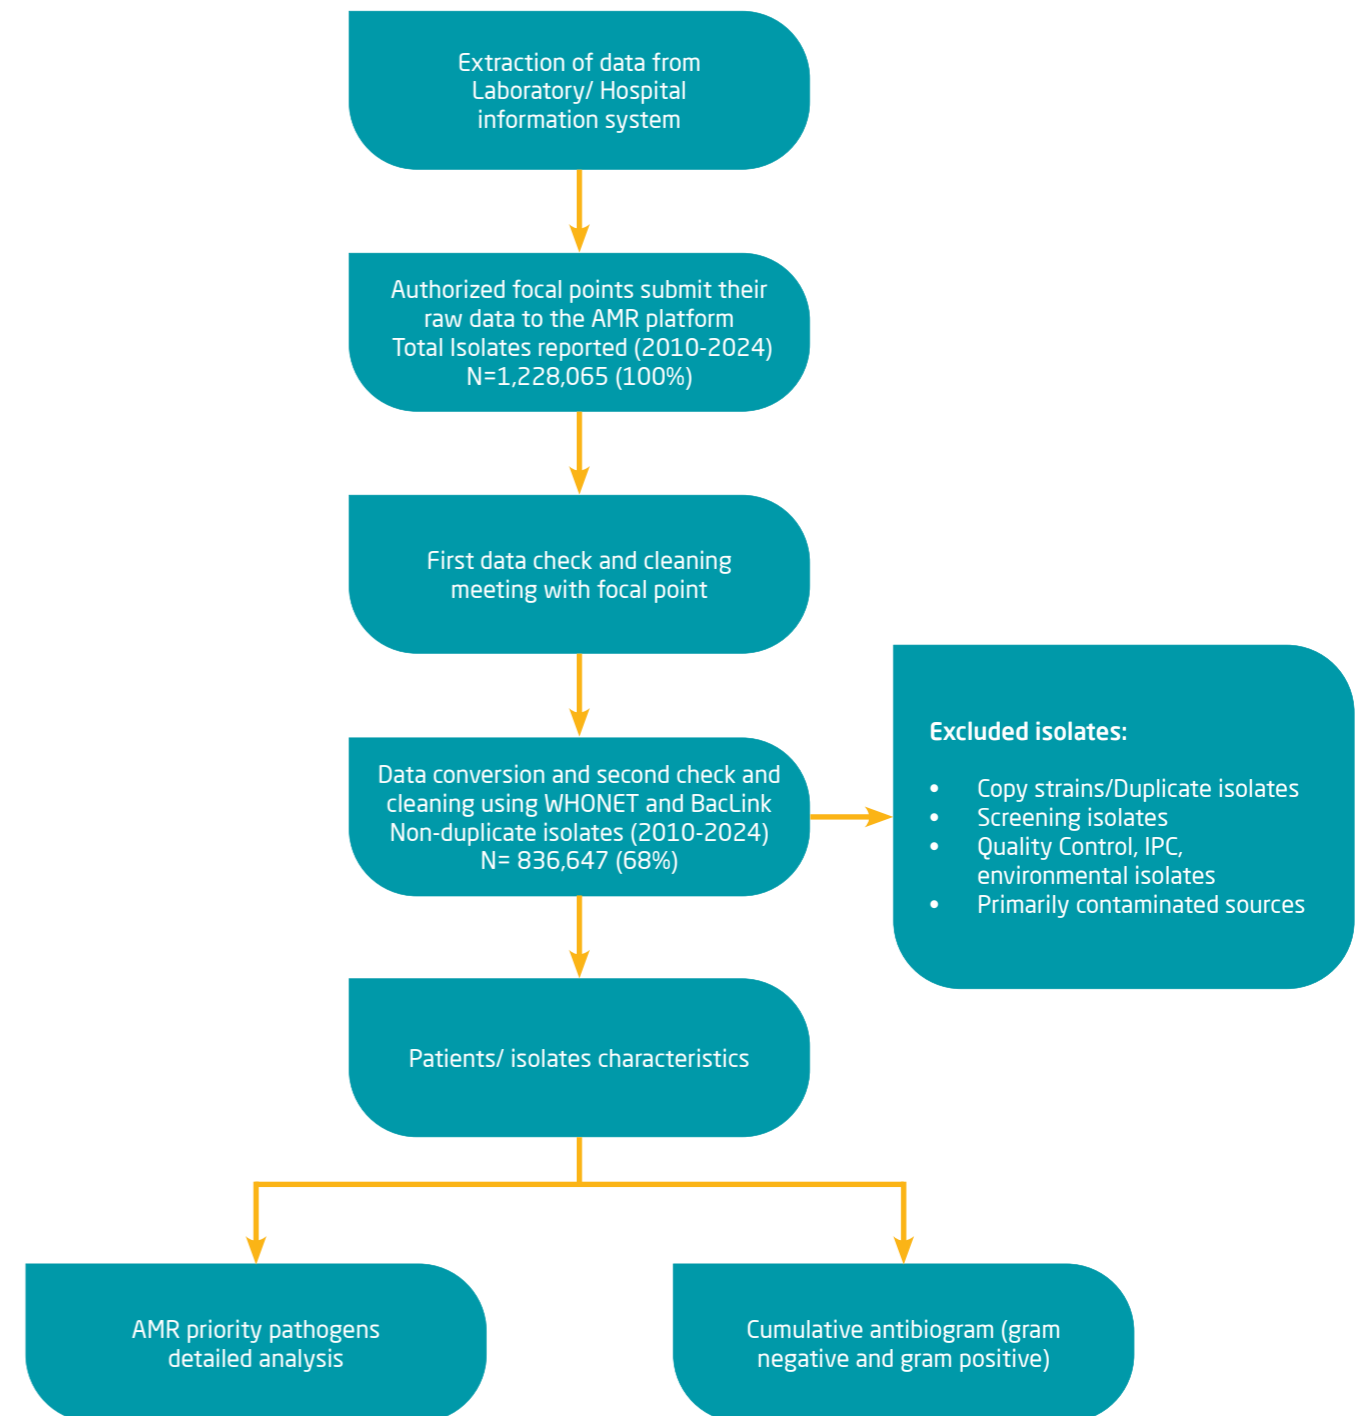 Extraction of data from
Laboratory/ Hospital
information system
Authorized focal points submit their
raw data to the AMR platform
Total Isolates reported (2010-2024)
N=1,228,065 (100%)
First data check and cleaning
meeting with focal point
Data conversion and second check and
cleaning using WHONET and BacLink
Non-duplicate isolates (2010-2024)
N= 836,647 (68%)
Excluded isolates:
• Copy strains/Duplicate isolates
• Screening isolates
• Quality Control, IPC,
environmental isolates
• Primarily contaminated sources
Patients/ isolates characteristics
AMR priority pathogens
detailed analysis
Cumulative antibiogram (gram
negative and gram positive)